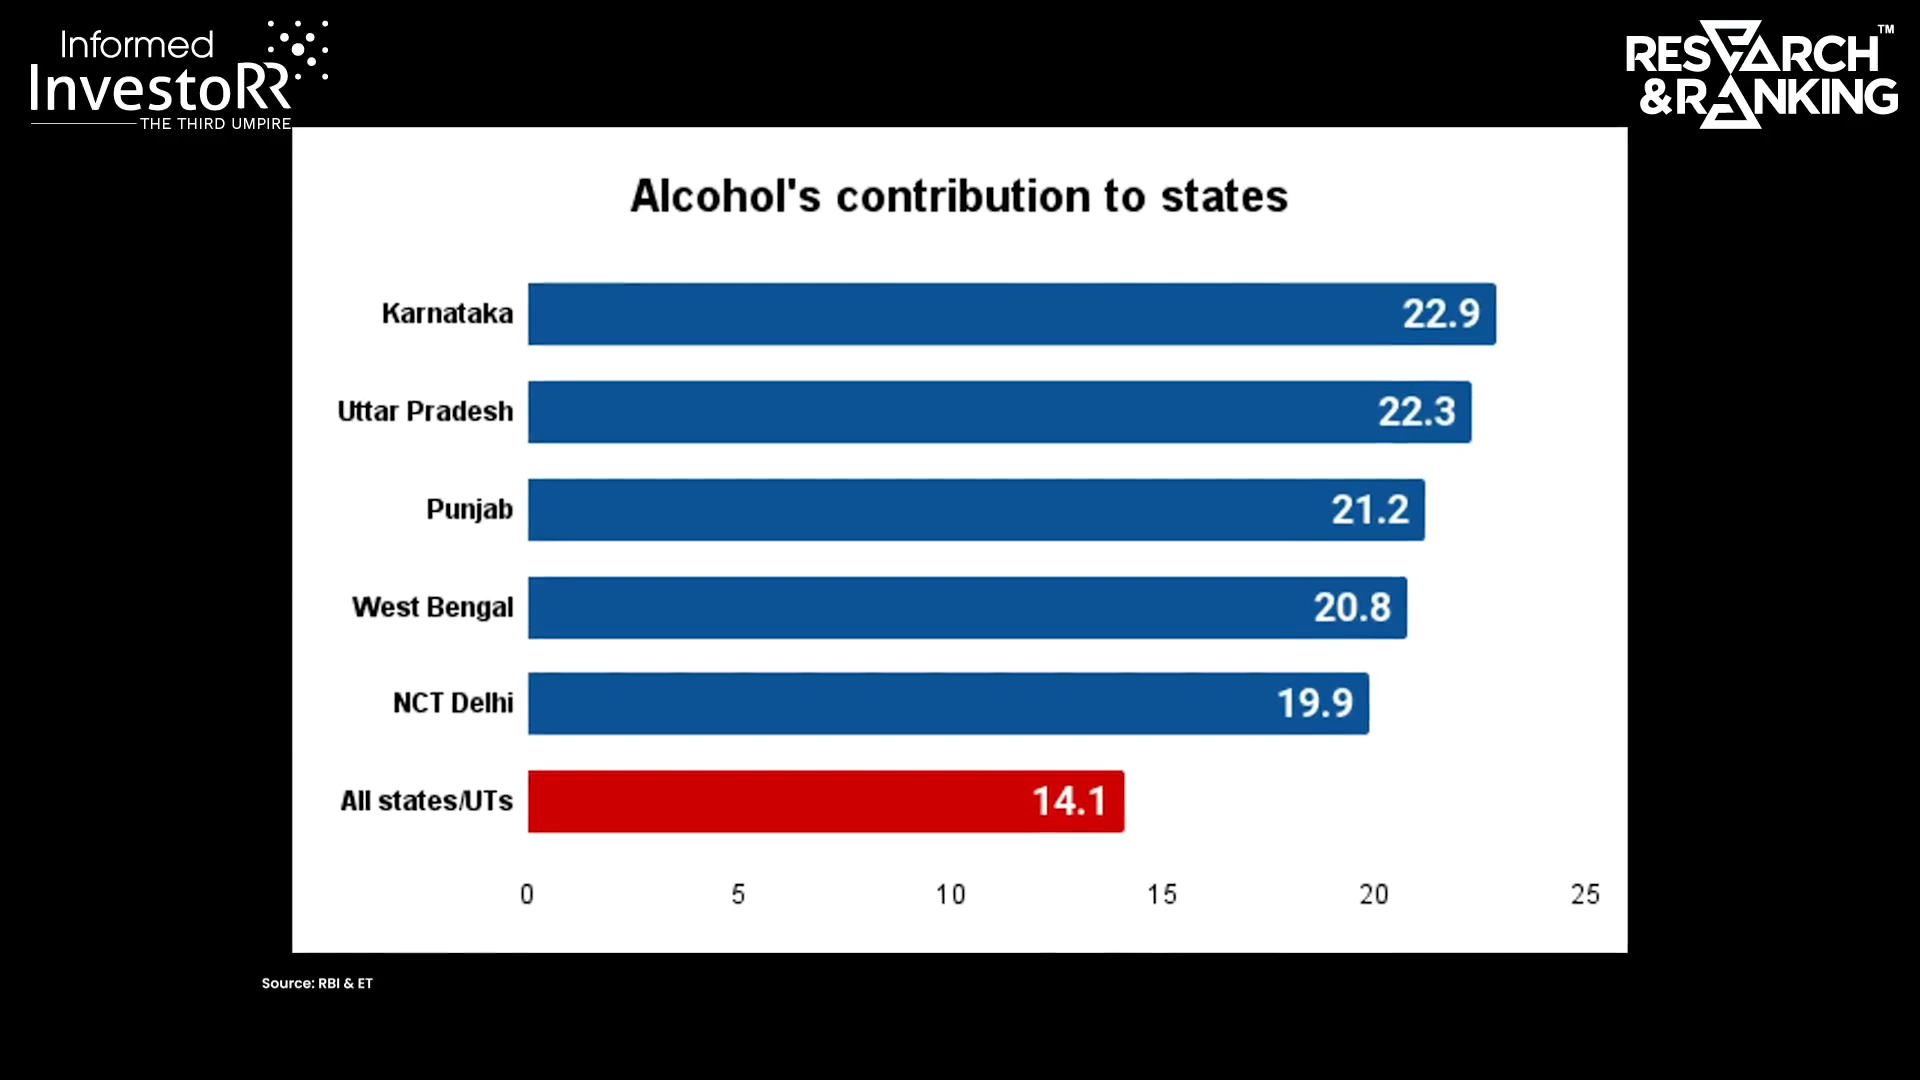 Informed
InvestoRR
THE THIRD UMPIRE
RESEARCH™
&RANKING
Alcohol's contribution to states
Karnataka 22.9
Uttar Pradesh 22.3
Punjab 21.2
West Bengal 20.8
NCT Delhi 19.9
All states/UTs 14.1
0 5 10 15 20 25
Source: RBI & ET